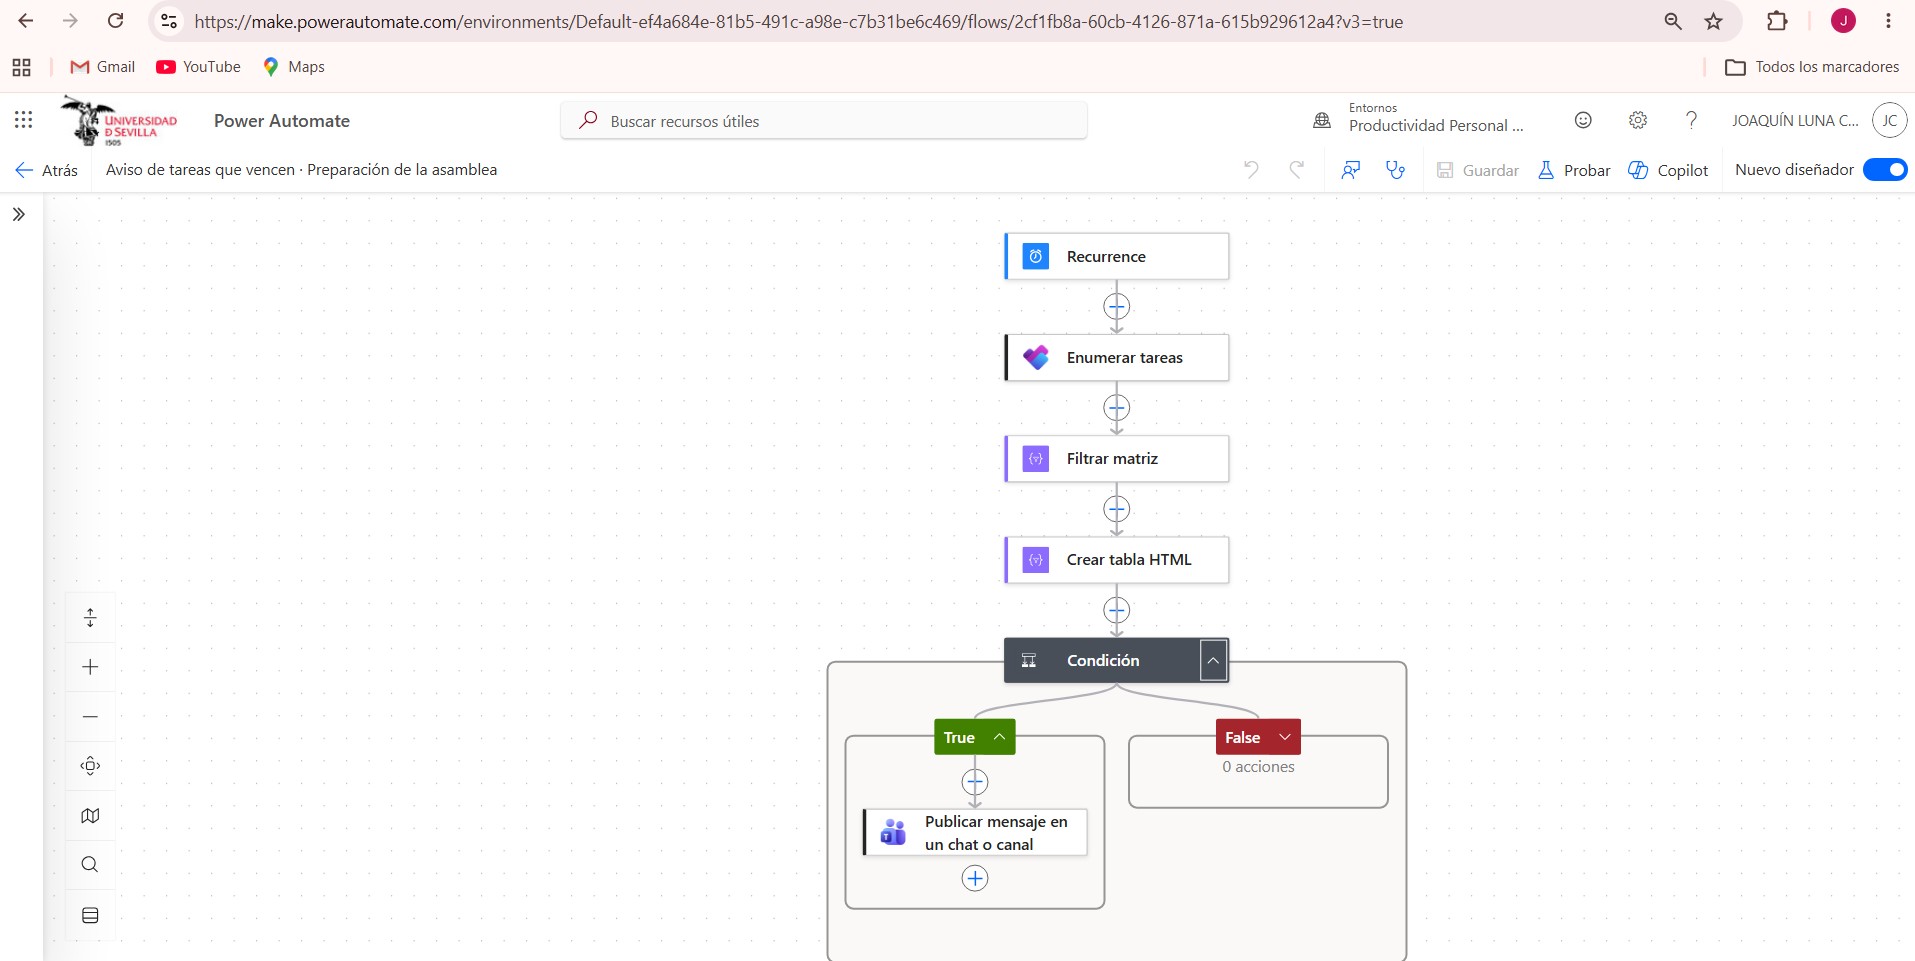 https://make.powerautomate.com/environments/Default-ef4a684e-81b5-491c-a98e-c7b31be6c469/flows/2cf1fb8a-60cb-4126-871a-615b929612a4?v3=true
J
Gmail
YouTube
Maps
Todos los marcadores
UNIVERSIDAD
D SEVILLA
1505
Power Automate
Buscar recursos útiles
Entornos
Productividad Personal ...
JOAQUÍN LUNA C...
JC
Atrás
Aviso de tareas que vencen · Preparación de la asamblea
Guardar
Probar
Copilot
Nuevo diseñador
Recurrence
Enumerar tareas
Filtrar matriz
Crear tabla HTML
Condición
True
False
0 acciones
Publicar mensaje en
un chat o canal